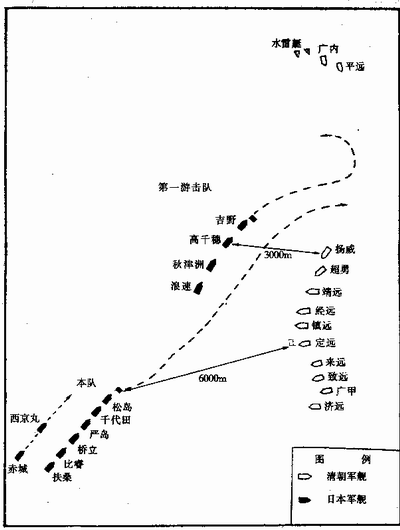 水雷艇
广内
平远
第一游击队
吉野
高千穗
秋津洲
浪速
3000m
扬威
超勇
靖远
经远
镇远
定远
来远
致远
广甲
济远
6000m
本队
松岛
千代田
严岛
桥立
比睿
扶桑
西京丸
赤城
图 例
清朝军舰
日本军舰